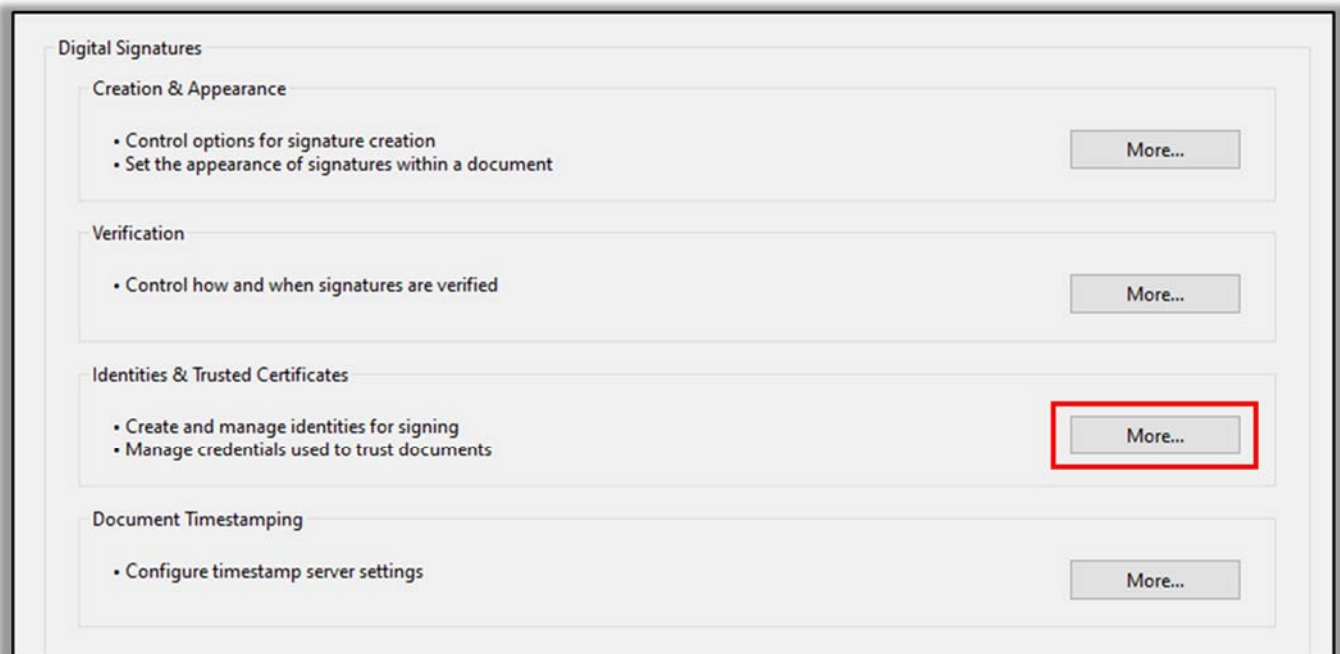 Digital Signatures
Creation & Appearance
• Control options for signature creation
• Set the appearance of signatures within a document
More...
Verification
• Control how and when signatures are verified
More...
Identities & Trusted Certificates
• Create and manage identities for signing
• Manage credentials used to trust documents
More...
Document Timestamping
• Configure timestamp server settings
More...